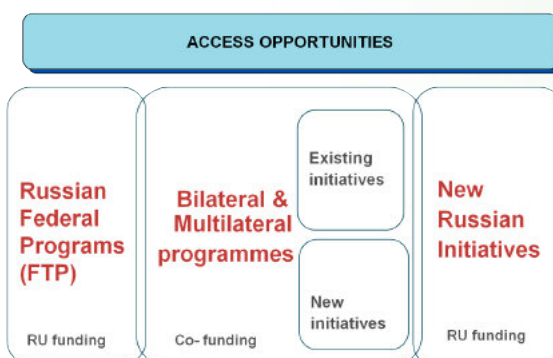 ACCESS OPPORTUNITIES
Russian
Federal
Programs
(FTP)
RU funding
Bilateral &
Multilateral
programmes
Co- funding
Existing
initiatives
New
initiatives
New
Russian
Initiatives
RU funding